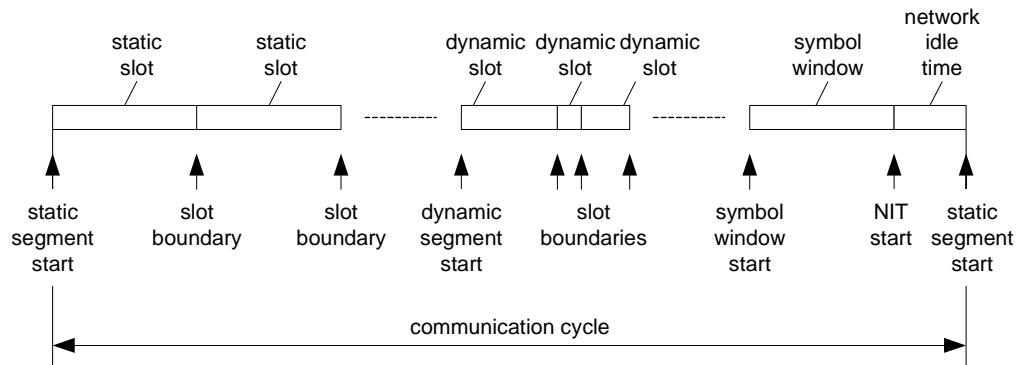 static
slot
static
slot
dynamic
slot
dynamic
slot
dynamic
slot
symbol
window
network
idle
time
static
segment
start
slot
boundary
slot
boundary
dynamic
segment
start
slot
boundaries
symbol
window
start
NIT
start
static
segment
start
communication cycle